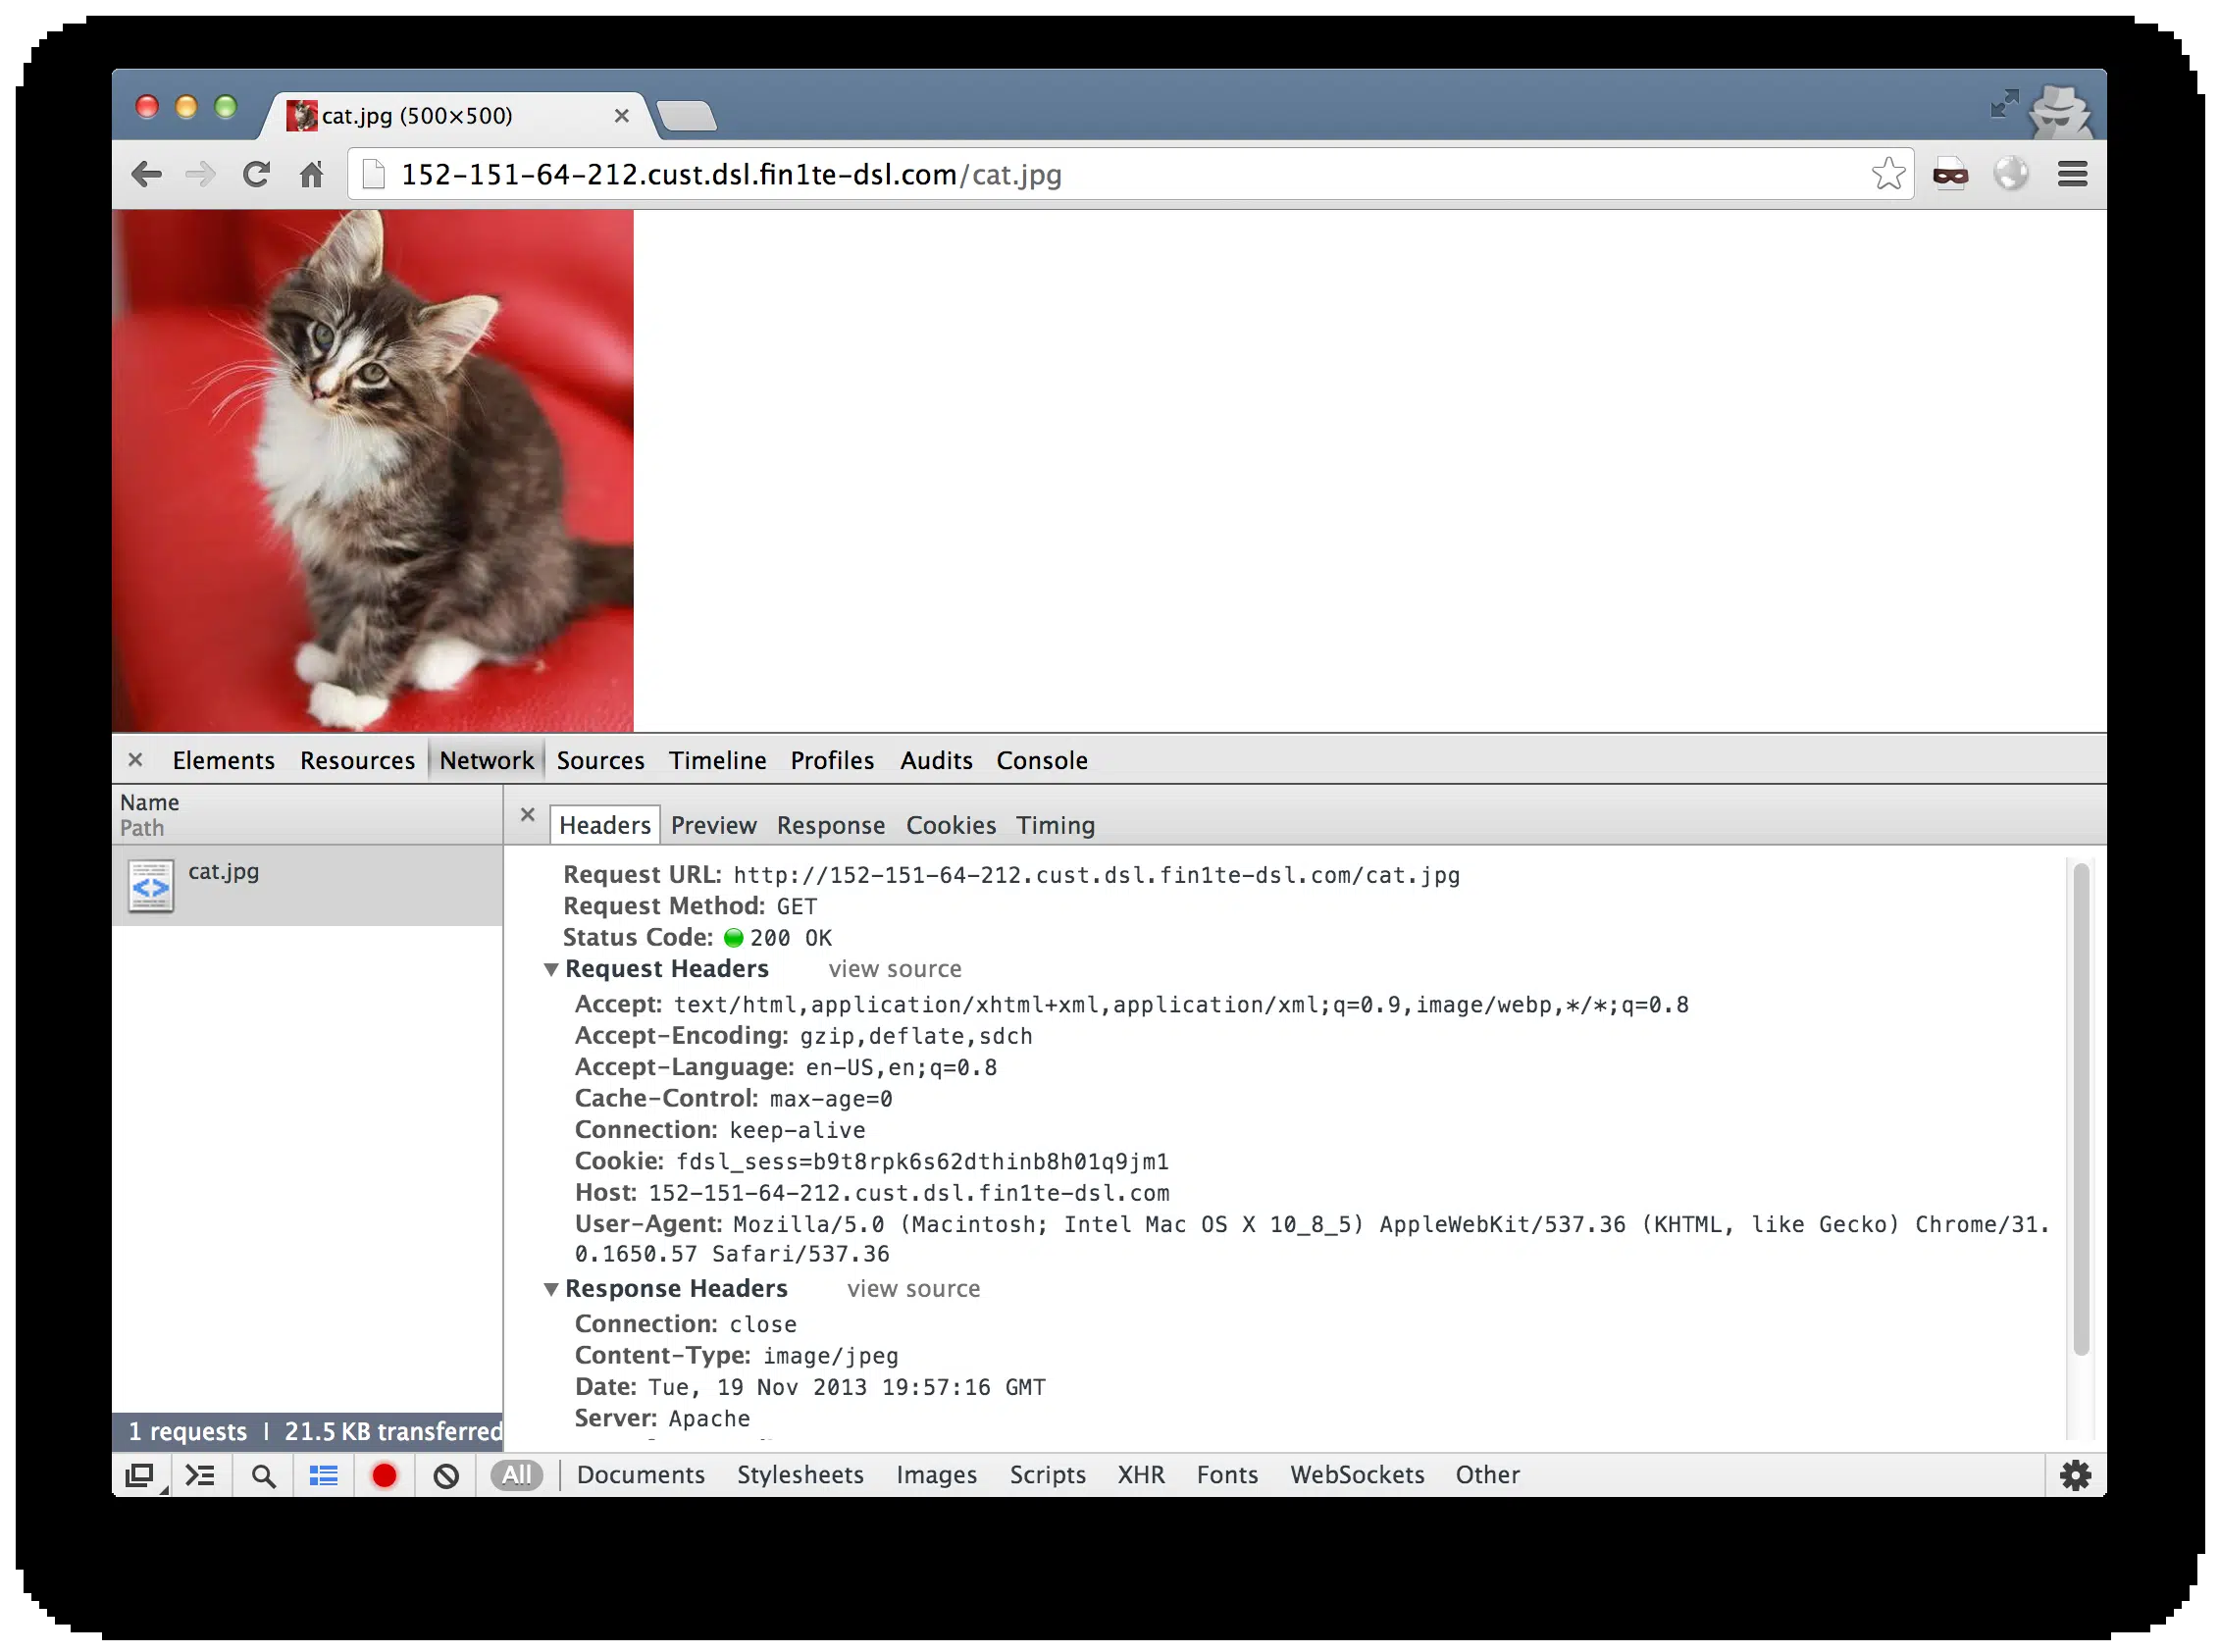 cat.jpg (500×500)
152-151-64-212.cust.dsl.fin1te-dsl.com/cat.jpg
Elements Resources Network Sources Timeline Profiles Audits Console
Name
Path
Headers Preview Response Cookies Timing
cat.jpg
Request URL: http://152-151-64-212.cust.dsl.fin1te-dsl.com/cat.jpg
Request Method: GET
Status Code: 200 OK
Request Headers view source
Accept: text/html,application/xhtml+xml,application/xml;q=0.9,image/webp,*/*;q=0.8
Accept-Encoding: gzip,deflate,sdch
Accept-Language: en-US,en;q=0.8
Cache-Control: max-age=0
Connection: keep-alive
Cookie: fdsl_sess=b9t8rpk6s62dthinb8h01q9jm1
Host: 152-151-64-212.cust.dsl.fin1te-dsl.com
User-Agent: Mozilla/5.0 (Macintosh; Intel Mac OS X 10_8_5) AppleWebKit/537.36 (KHTML, like Gecko) Chrome/31.
0.1650.57 Safari/537.36
Response Headers view source
Connection: close
Content-Type: image/jpeg
Date: Tue, 19 Nov 2013 19:57:16 GMT
Server: Apache
1 requests | 21.5 KB transferred
All Documents Stylesheets Images Scripts XHR Fonts WebSockets Other